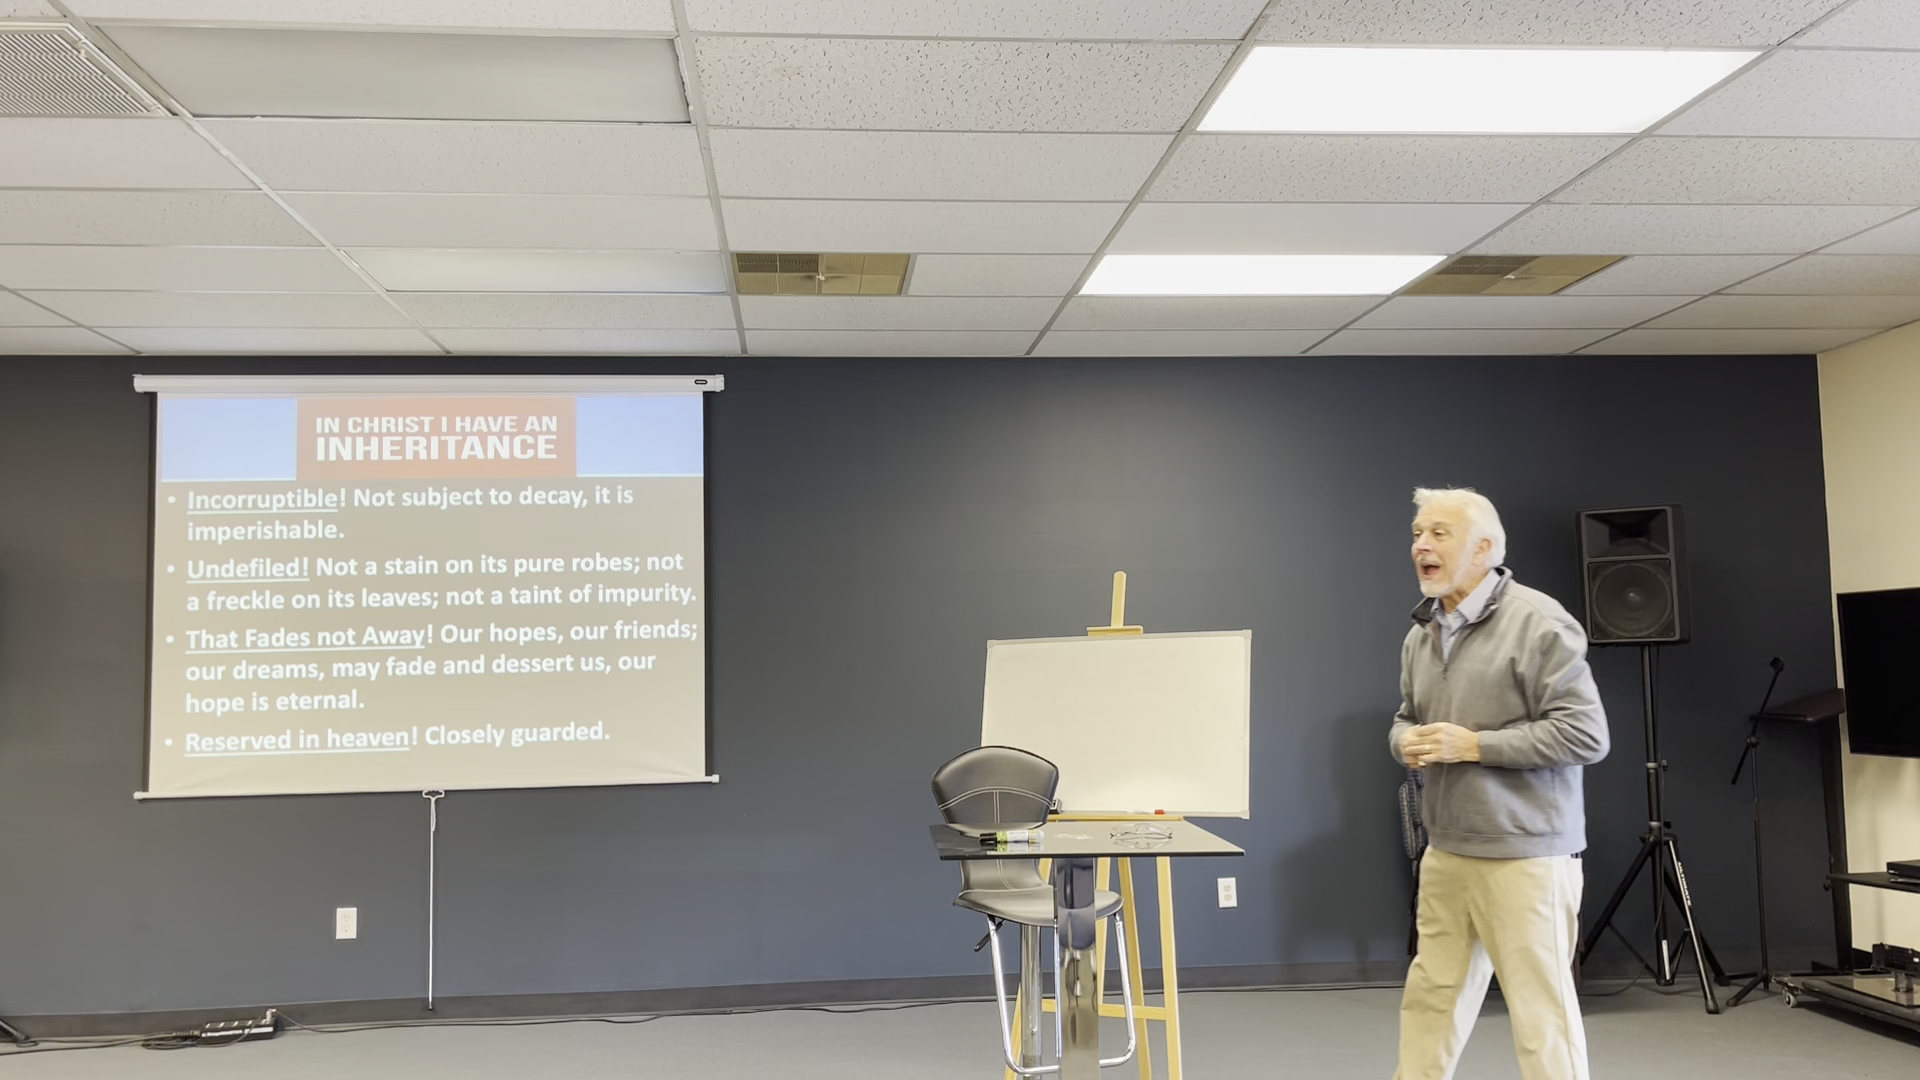 IN CHRIST I HAVE AN
INHERITANCE
• Incorruptible! Not subject to decay, it is
imperishable.
• Undefiled! Not a stain on its pure robes; not
a freckle on its leaves; not a taint of impurity.
• That Fades not Away! Our hopes, our friends;
our dreams, may fade and dessert us, our
hope is eternal.
• Reserved in heaven! Closely guarded.